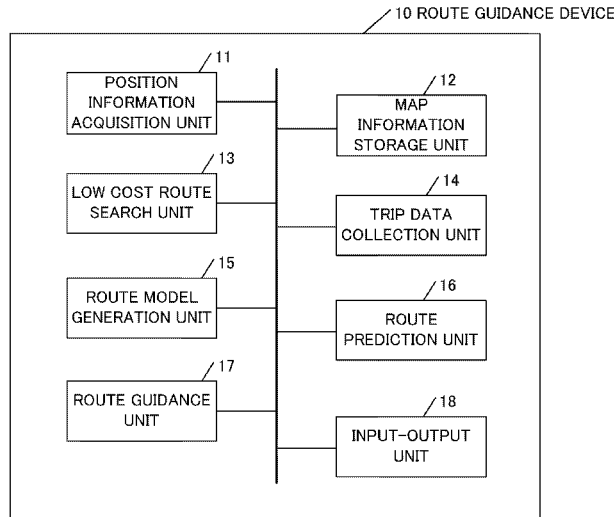 10 ROUTE GUIDANCE DEVICE
11
POSITION
INFORMATION
ACQUISITION UNIT
12
MAP
INFORMATION
STORAGE UNIT
13
LOW COST ROUTE
SEARCH UNIT
14
TRIP DATA
COLLECTION UNIT
15
ROUTE MODEL
GENERATION UNIT
16
ROUTE
PREDICTION UNIT
17
ROUTE GUIDANCE
UNIT
18
INPUT-OUTPUT
UNIT